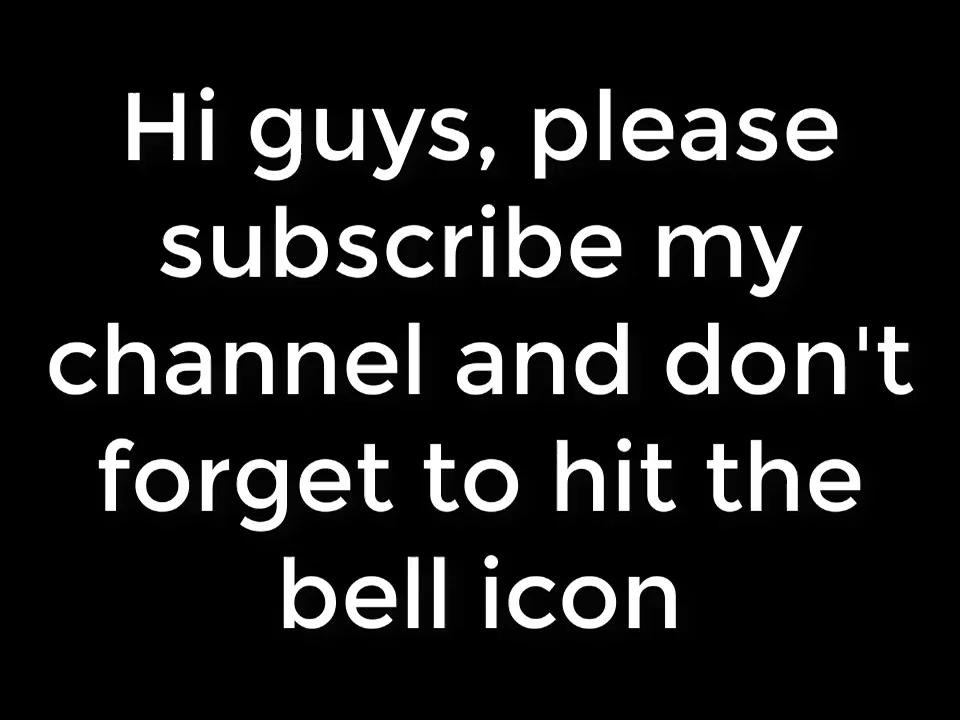 Hi guys, please
subscribe my
channel and don't
forget to hit the
bell icon